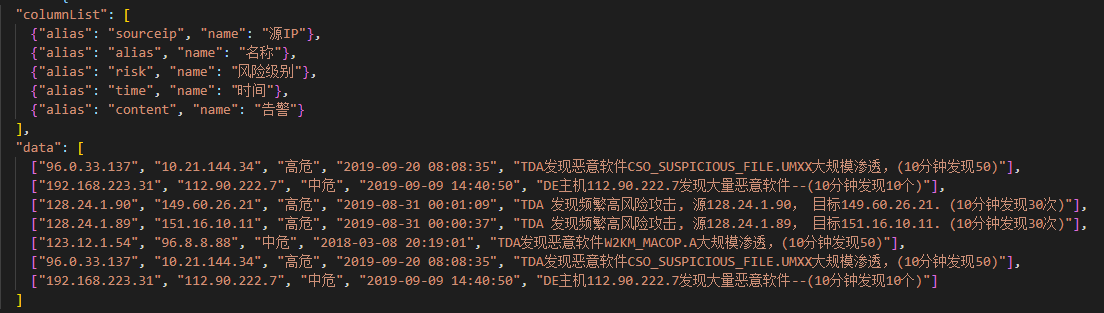 "columnList": [
{"alias": "sourceip", "name": "源IP"},
{"alias": "alias", "name": "名称"},
{"alias": "risk", "name": "风险级别"},
{"alias": "time", "name": "时间"},
{"alias": "content", "name": "告警"}
],
"data": [
["96.0.33.137", "10.21.144.34", "高危", "2019-09-20 08:08:35", "TDA发现恶意软件CSO_SUSPICIOUS_FILE.UMXX大规模渗透，(10分钟发现50)"],
["192.168.223.31", "112.90.222.7", "中危", "2019-09-09 14:40:50", "DE主机112.90.222.7发现大量恶意软件--(10分钟发现10个)"],
["128.24.1.90", "149.60.26.21", "高危", "2019-08-31 00:01:09", "TDA 发现频繁高风险攻击, 源128.24.1.90， 目标149.60.26.21. (10分钟发现30次)"],
["128.24.1.89", "151.16.10.11", "高危", "2019-08-31 00:00:37", "TDA 发现频繁高风险攻击, 源128.24.1.89， 目标151.16.10.11. (10分钟发现30次)"],
["123.12.1.54", "96.8.8.88", "中危", "2018-03-08 20:19:01", "TDA发现恶意软件W2KM_MACOP.A大规模渗透，(10分钟发现50)"],
["96.0.33.137", "10.21.144.34", "高危", "2019-09-20 08:08:35", "TDA发现恶意软件CSO_SUSPICIOUS_FILE.UMXX大规模渗透，(10分钟发现50)"],
["192.168.223.31", "112.90.222.7", "中危", "2019-09-09 14:40:50", "DE主机112.90.222.7发现大量恶意软件--(10分钟发现10个)"]
]